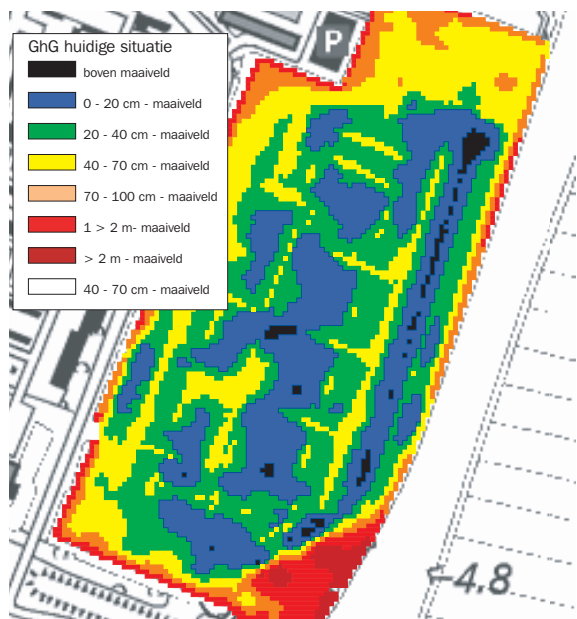 GhG huidige situatie
boven maaiveld
0 - 20 cm - maaiveld
20 - 40 cm - maaiveld
40 - 70 cm - maaiveld
70 - 100 cm - maaiveld
1 > 2 m- maaiveld
> 2 m - maaiveld
40 - 70 cm - maaiveld
P
-4.8